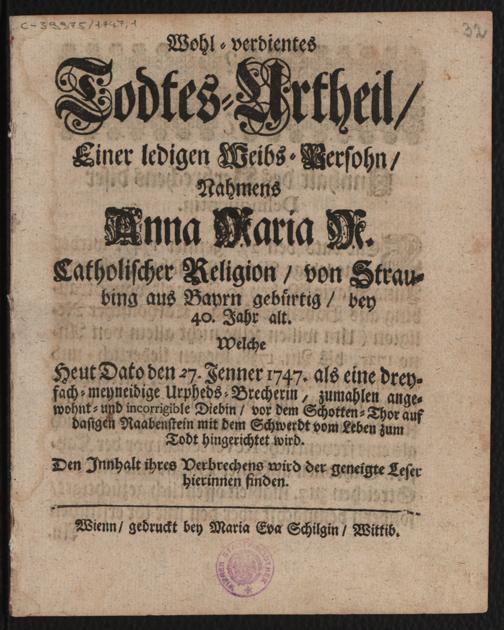 C-39975/1747,1
32
Wohl-verdientes
Todtes-Urtheil/
Einer ledigen Weibs-Persohn/
Nahmens
Anna Maria N.
Catholischer Religion / von Strau-
bing aus Bayrn gebürtig / bey
40. Jahr alt.
Welche
Heut Dato den 27. Jenner 1747. als eine drey-
fach-meyneidige Urpheds-Brecherin / zumahlen ange-
wohnt- und incorrigible Diebin / vor dem Schotten-Thor auf
dasigen Raabenstein mit dem Schwerdt vom Leben zum
Todt hingerichtet wird.
Den Innhalt ihres Verbrechens wird der geneigte Leser
hierinnen finden.
Wienn / gedruckt bey Maria Eva Schilgin / Wittib.